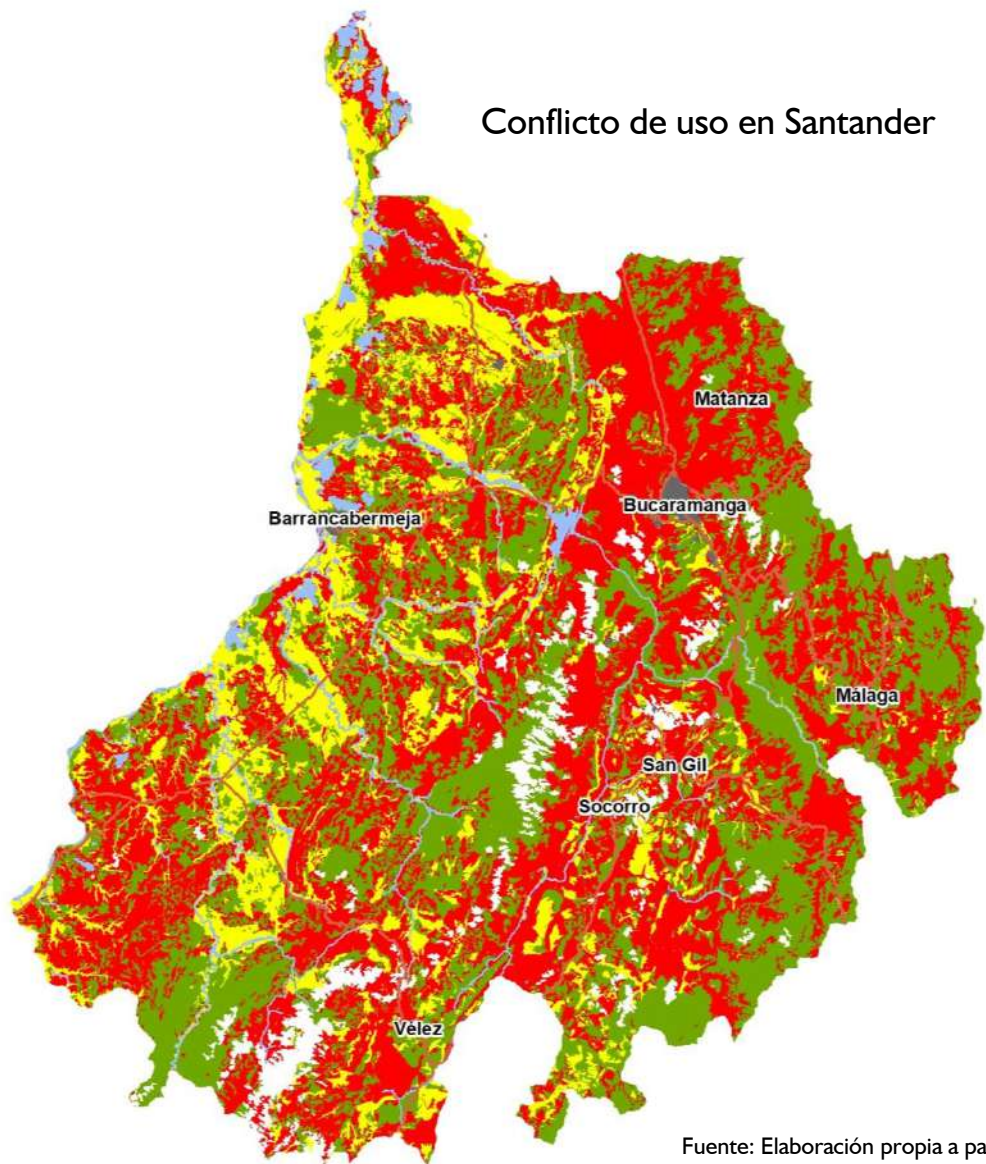 Conflicto de uso en Santander
Matanza
Bucaramanga
Barrancabermeja
Málaga
San Gil
Socorro
Vélez
Fuente: Elaboración propia a pa